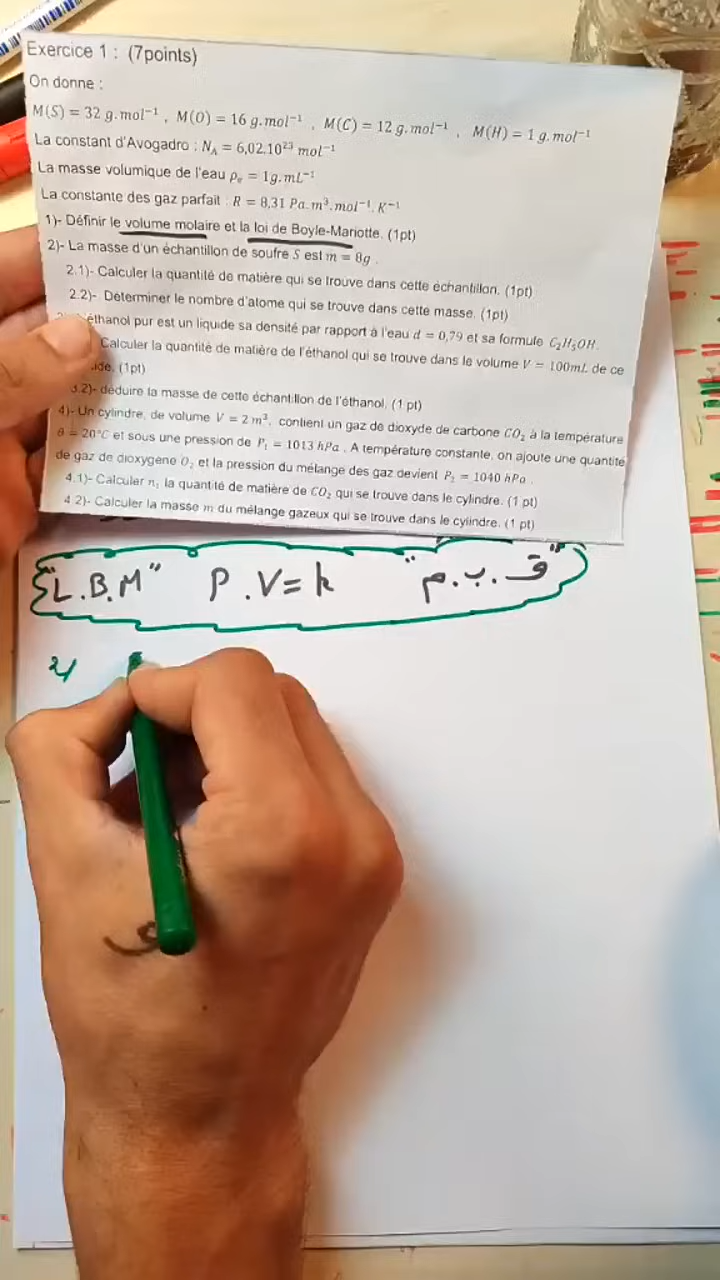 Exercice 1 : (7points)
On donne :
M(S) = 32 g.mol⁻¹ , M(O) = 16 g.mol⁻¹ , M(C) = 12 g.mol⁻¹ , M(H) = 1 g.mol⁻¹
La constant d'Avogadro : N_A = 6,02.10²³ mol⁻¹
La masse volumique de l'eau ρₑ = 1g.mL⁻¹
La constante des gaz parfait : R = 8,31 Pa.m³.mol⁻¹.K⁻¹
1)- Définir le volume molaire et la loi de Boyle-Mariotte. (1pt)
2)- La masse d'un échantillon de soufre S est m = 8g .
2.1)- Calculer la quantité de matière qui se trouve dans cette échantillon. (1pt)
2.2)- Determiner le nombre d'atome qui se trouve dans cette masse. (1pt)
éthanol pur est un liquide sa densité par rapport à l'eau d = 0,79 et sa formule C₂H₅OH.
Calculer la quantité de matière de l'éthanol qui se trouve dans le volume V = 100mL de ce
ide. (1pt)
3.2)- déduire la masse de cette échantillon de l'éthanol. (1 pt)
4)- Un cylindre, de volume V = 2 m³, contient un gaz de dioxyde de carbone CO₂ à la température
θ = 20°C et sous une pression de P₁ = 1013 hPa . A température constante, on ajoute une quantité
de gaz de dioxygène O₂ et la pression du mélange des gaz devient P₂ = 1040 hPa .
4.1)- Calculer n₁ la quantité de matière de CO₂ qui se trouve dans le cylindre. (1 pt)
4.2)- Calculer la masse m du mélange gazeux qui se trouve dans le cylindre. (1 pt)
"L.B.M" P.V=k "ق.ب.م"
2/